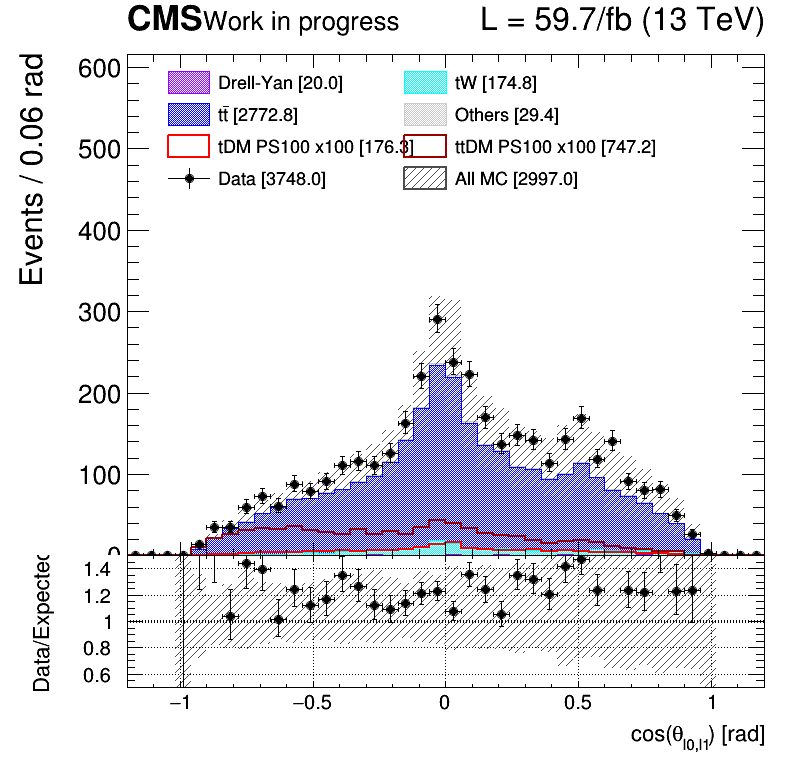 CMS Work in progress L = 59.7/fb (13 TeV)
Events / 0.06 rad
600
500
400
300
200
100
0
Drell-Yan [20.0] tW [174.8]
tt̄ [2772.8] Others [29.4]
tDM PS100 x100 [176.3] ttDM PS100 x100 [747.2]
Data [3748.0] All MC [2997.0]
Data/Expected
1.4
1.2
1
0.8
0.6
−1 −0.5 0 0.5 1
cos(θ_l0,l1) [rad]